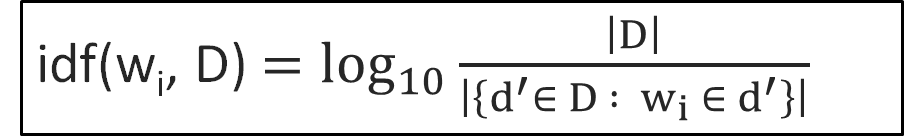 idf(wᵢ, D) = log₁₀ |D| / |{d′∈ D : wᵢ ∈ d′}|